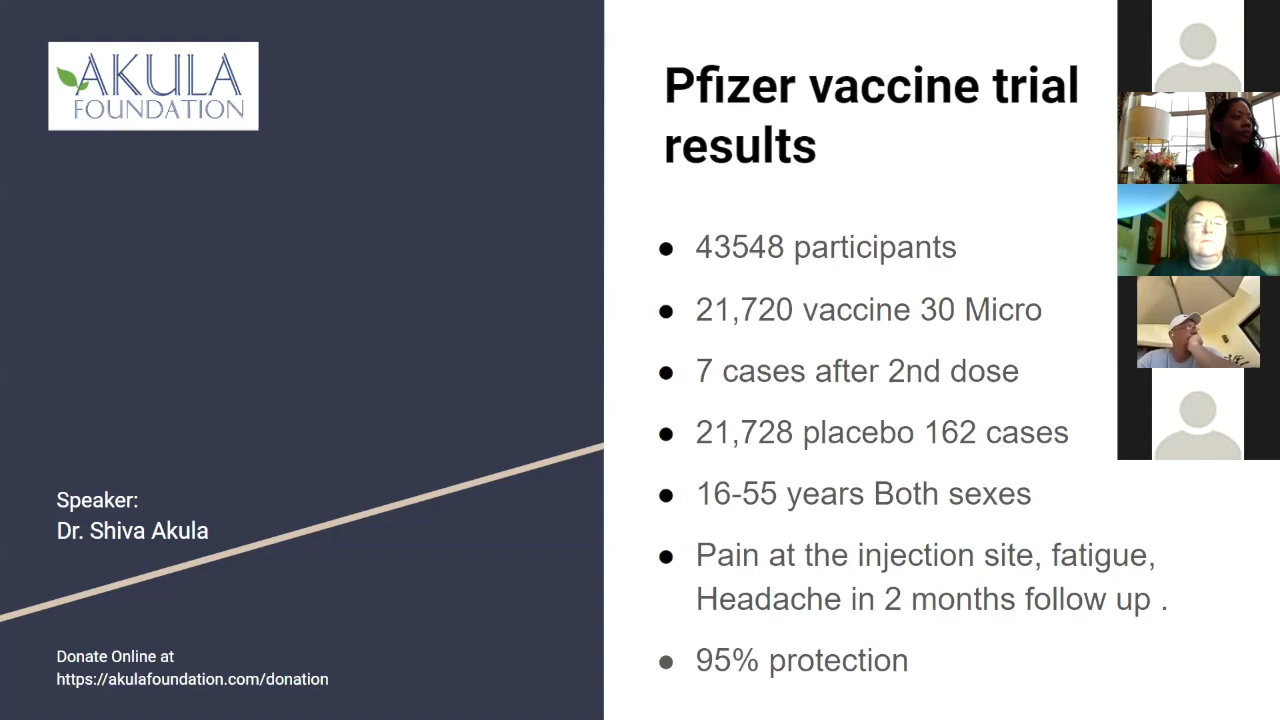 AKULA
FOUNDATION
Pfizer vaccine trial
results
● 43548 participants
● 21,720 vaccine 30 Micro
● 7 cases after 2nd dose
● 21,728 placebo 162 cases
● 16-55 years Both sexes
● Pain at the injection site, fatigue,
Headache in 2 months follow up .
● 95% protection
Speaker:
Dr. Shiva Akula
Donate Online at
https://akulafoundation.com/donation